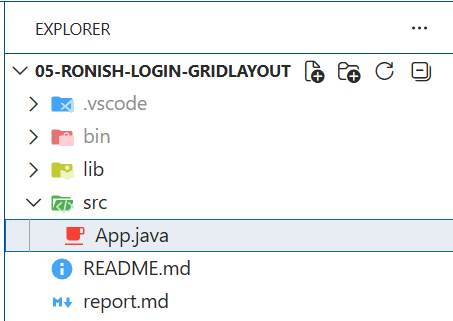 EXPLORER
05-RONISH-LOGIN-GRIDLAYOUT
.vscode
bin
lib
src
App.java
README.md
report.md